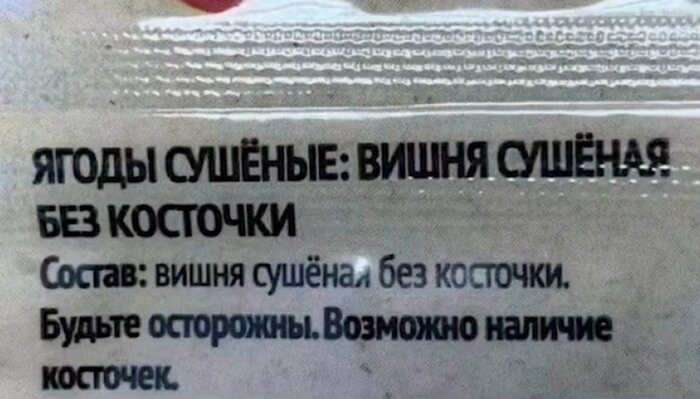 ЯГОДЫ СУШЁНЫЕ: ВИШНЯ СУШЁНАЯ
БЕЗ КОСТОЧКИ
Состав: вишня сушёная без косточки.
Будьте осторожны. Возможно наличие
косточек.